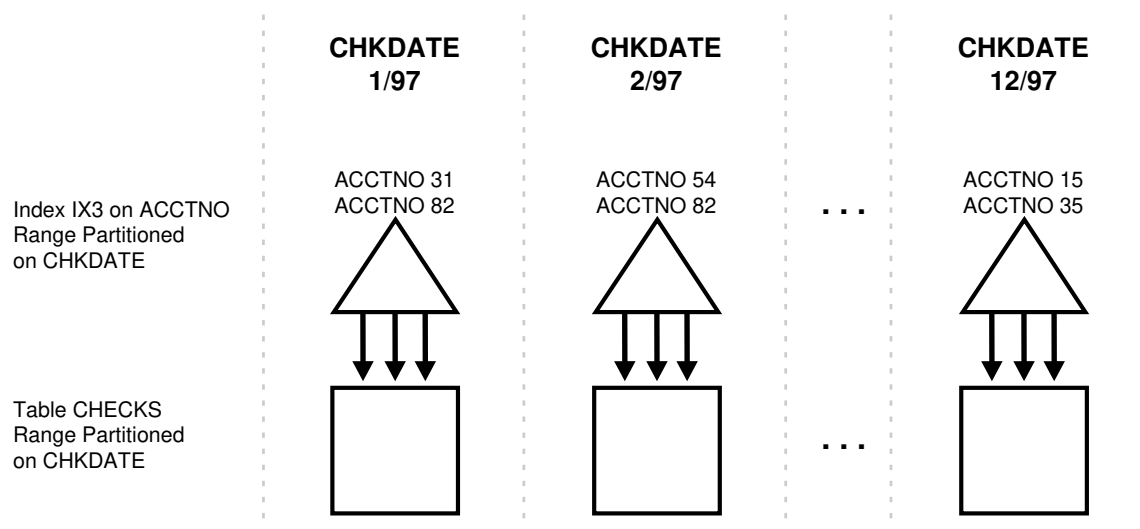 CHKDATE
1/97
CHKDATE
2/97
CHKDATE
12/97
Index IX3 on ACCTNO
Range Partitioned
on CHKDATE
ACCTNO 31
ACCTNO 82
ACCTNO 54
ACCTNO 82
. . .
ACCTNO 15
ACCTNO 35
Table CHECKS
Range Partitioned
on CHKDATE
. . .